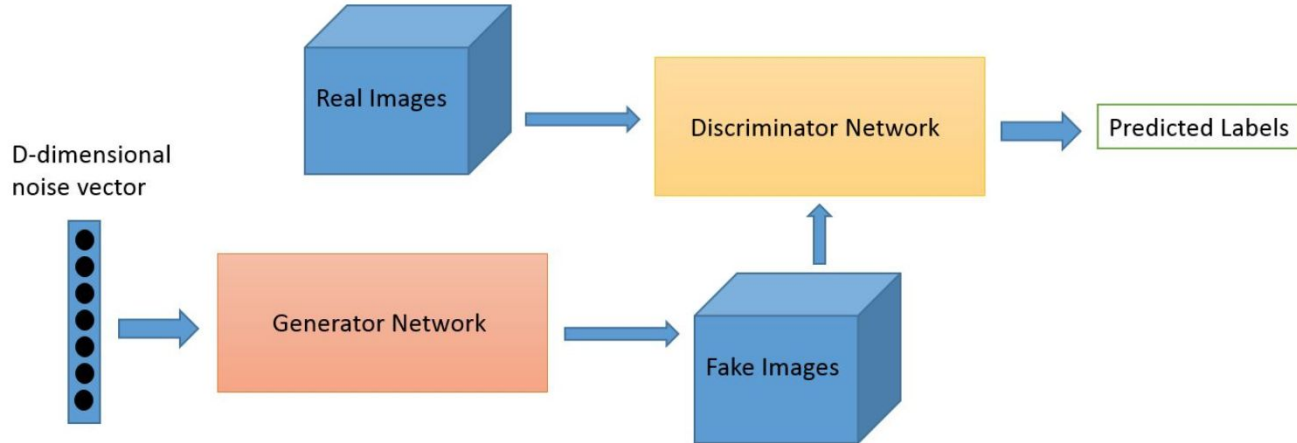 Real Images
Discriminator Network
Predicted Labels
D-dimensional
noise vector
Generator Network
Fake Images